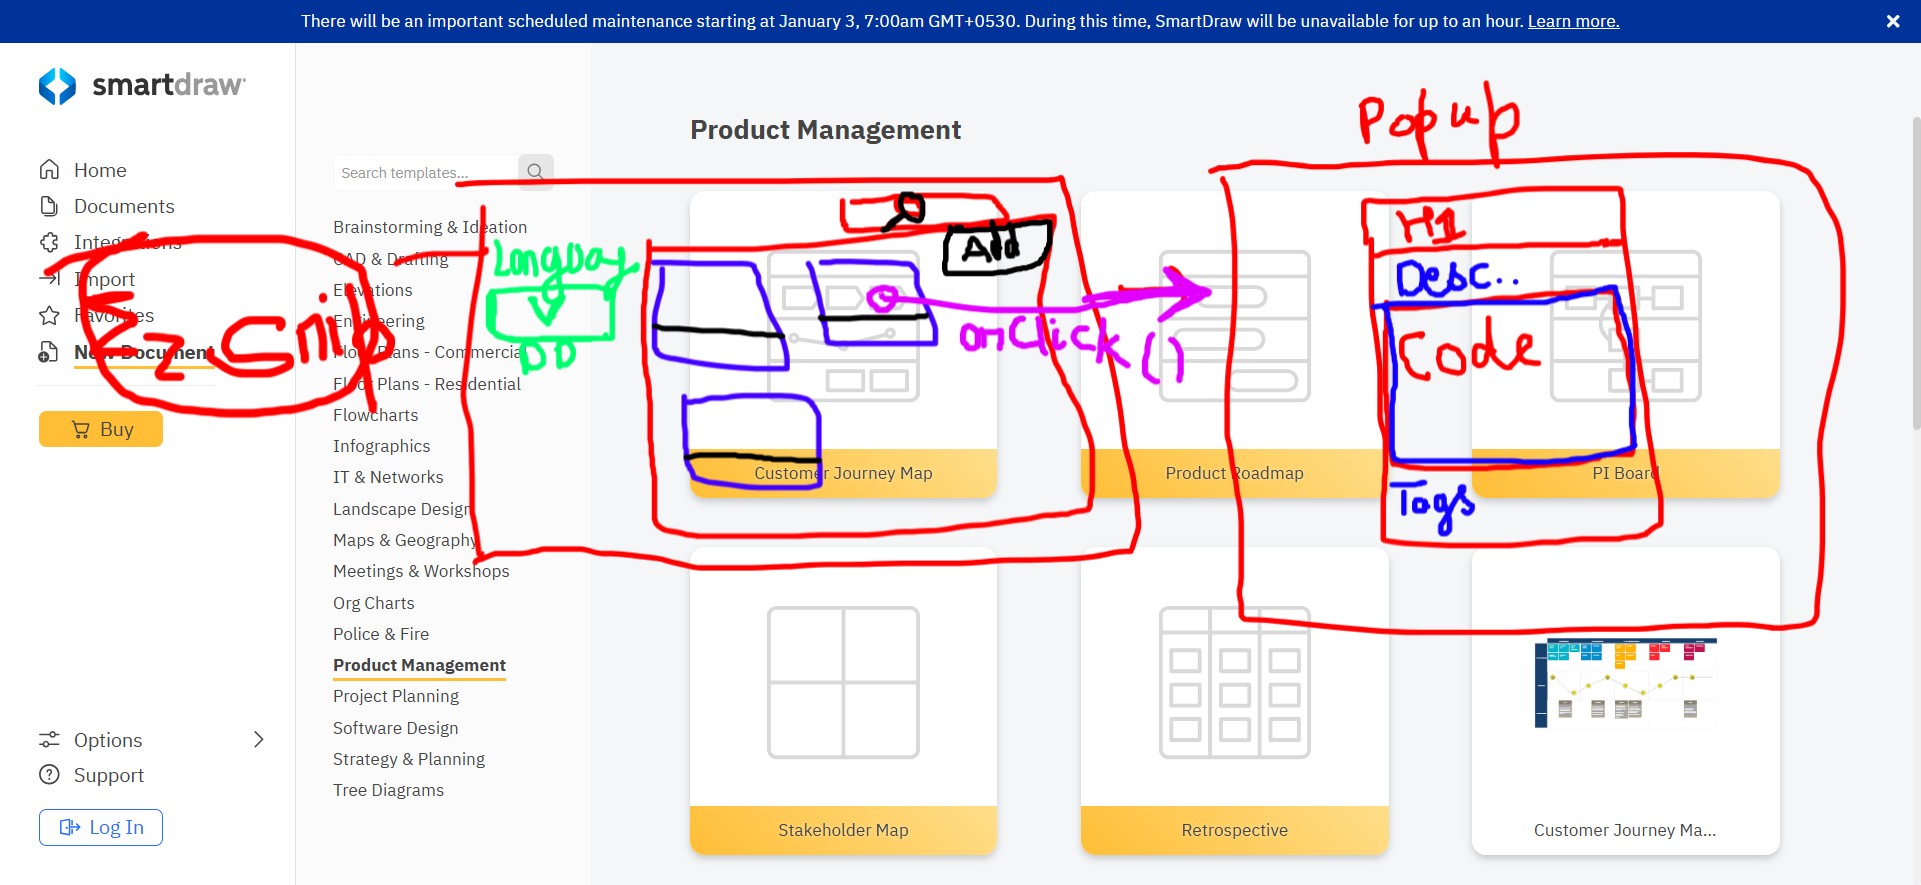 There will be an important scheduled maintenance starting at January 3, 7:00am GMT+0530. During this time, SmartDraw will be unavailable for up to an hour. Learn more.
smartdraw
Home
Documents
Integrations
Import
Favorites
New Document
Buy
Options
Support
Log In
Search templates...
Brainstorming & Ideation
CAD & Drafting
Elevations
Engineering
Floor Plans - Commercial
Floor Plans - Residential
Flowcharts
Infographics
IT & Networks
Landscape Design
Maps & Geography
Meetings & Workshops
Org Charts
Police & Fire
Product Management
Project Planning
Software Design
Strategy & Planning
Tree Diagrams
Product Management
Customer Journey Map
Product Roadmap
PI Board
Stakeholder Map
Retrospective
Customer Journey Ma...
DD
Add
onClick()
Popup
H1
Desc..
Code
Tags